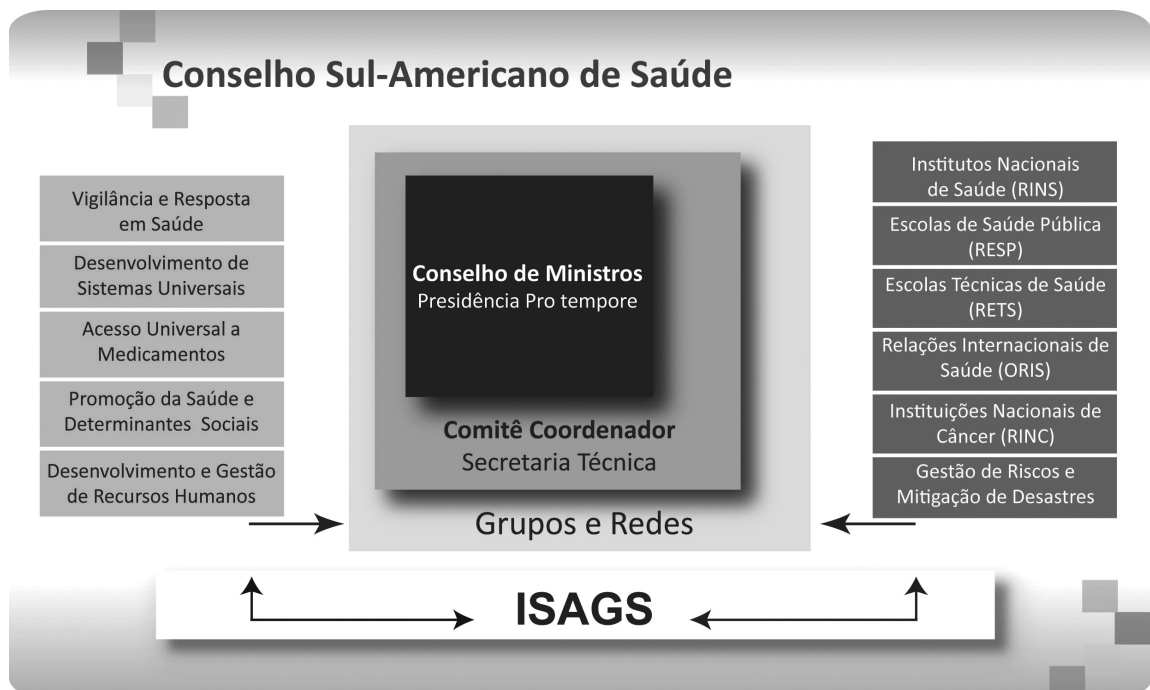 Conselho Sul-Americano de Saúde
Vigilância e Resposta
em Saúde
Desenvolvimento de
Sistemas Universais
Acesso Universal a
Medicamentos
Promoção da Saúde e
Determinantes Sociais
Desenvolvimento e Gestão
de Recursos Humanos
Conselho de Ministros
Presidência Pro tempore
Comitê Coordenador
Secretaria Técnica
Grupos e Redes
Institutos Nacionais
de Saúde (RINS)
Escolas de Saúde Pública
(RESP)
Escolas Técnicas de Saúde
(RETS)
Relações Internacionais de
Saúde (ORIS)
Instituições Nacionais de
Câncer (RINC)
Gestão de Riscos e
Mitigação de Desastres
ISAGS